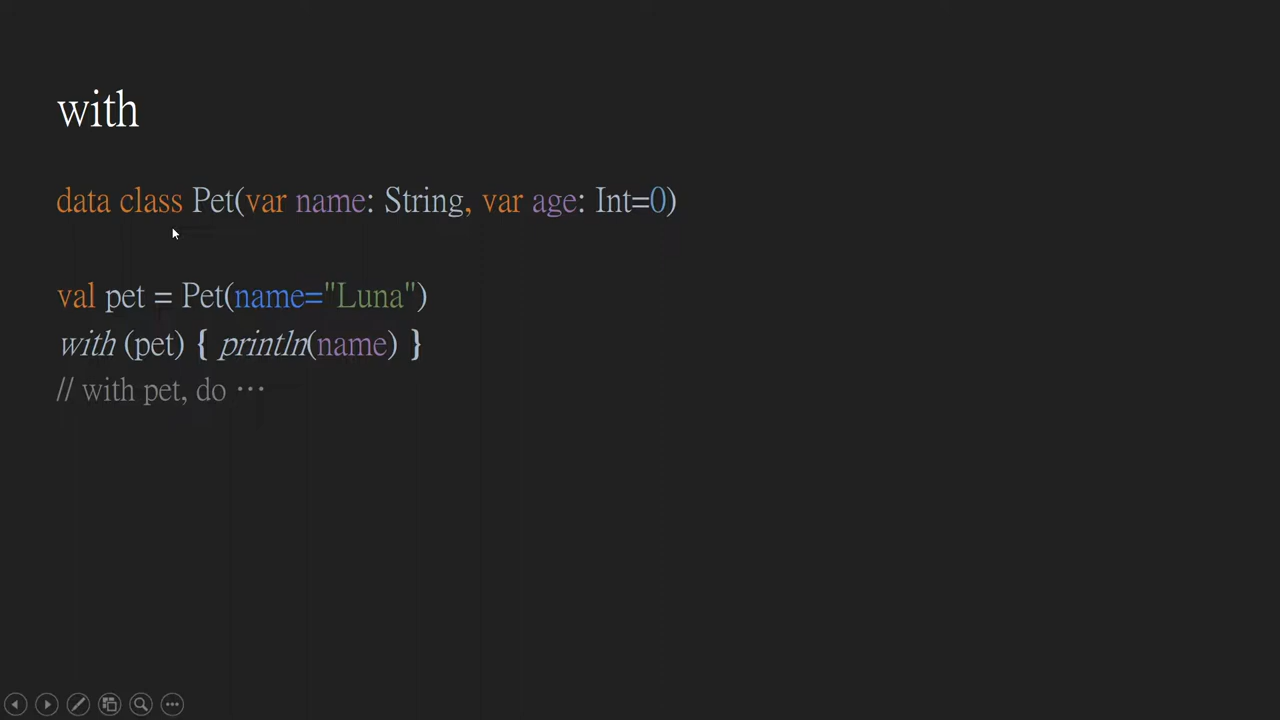 with
data class Pet(var name: String, var age: Int=0)
val pet = Pet(name="Luna")
with (pet) { println(name) }
// with pet, do ⋯